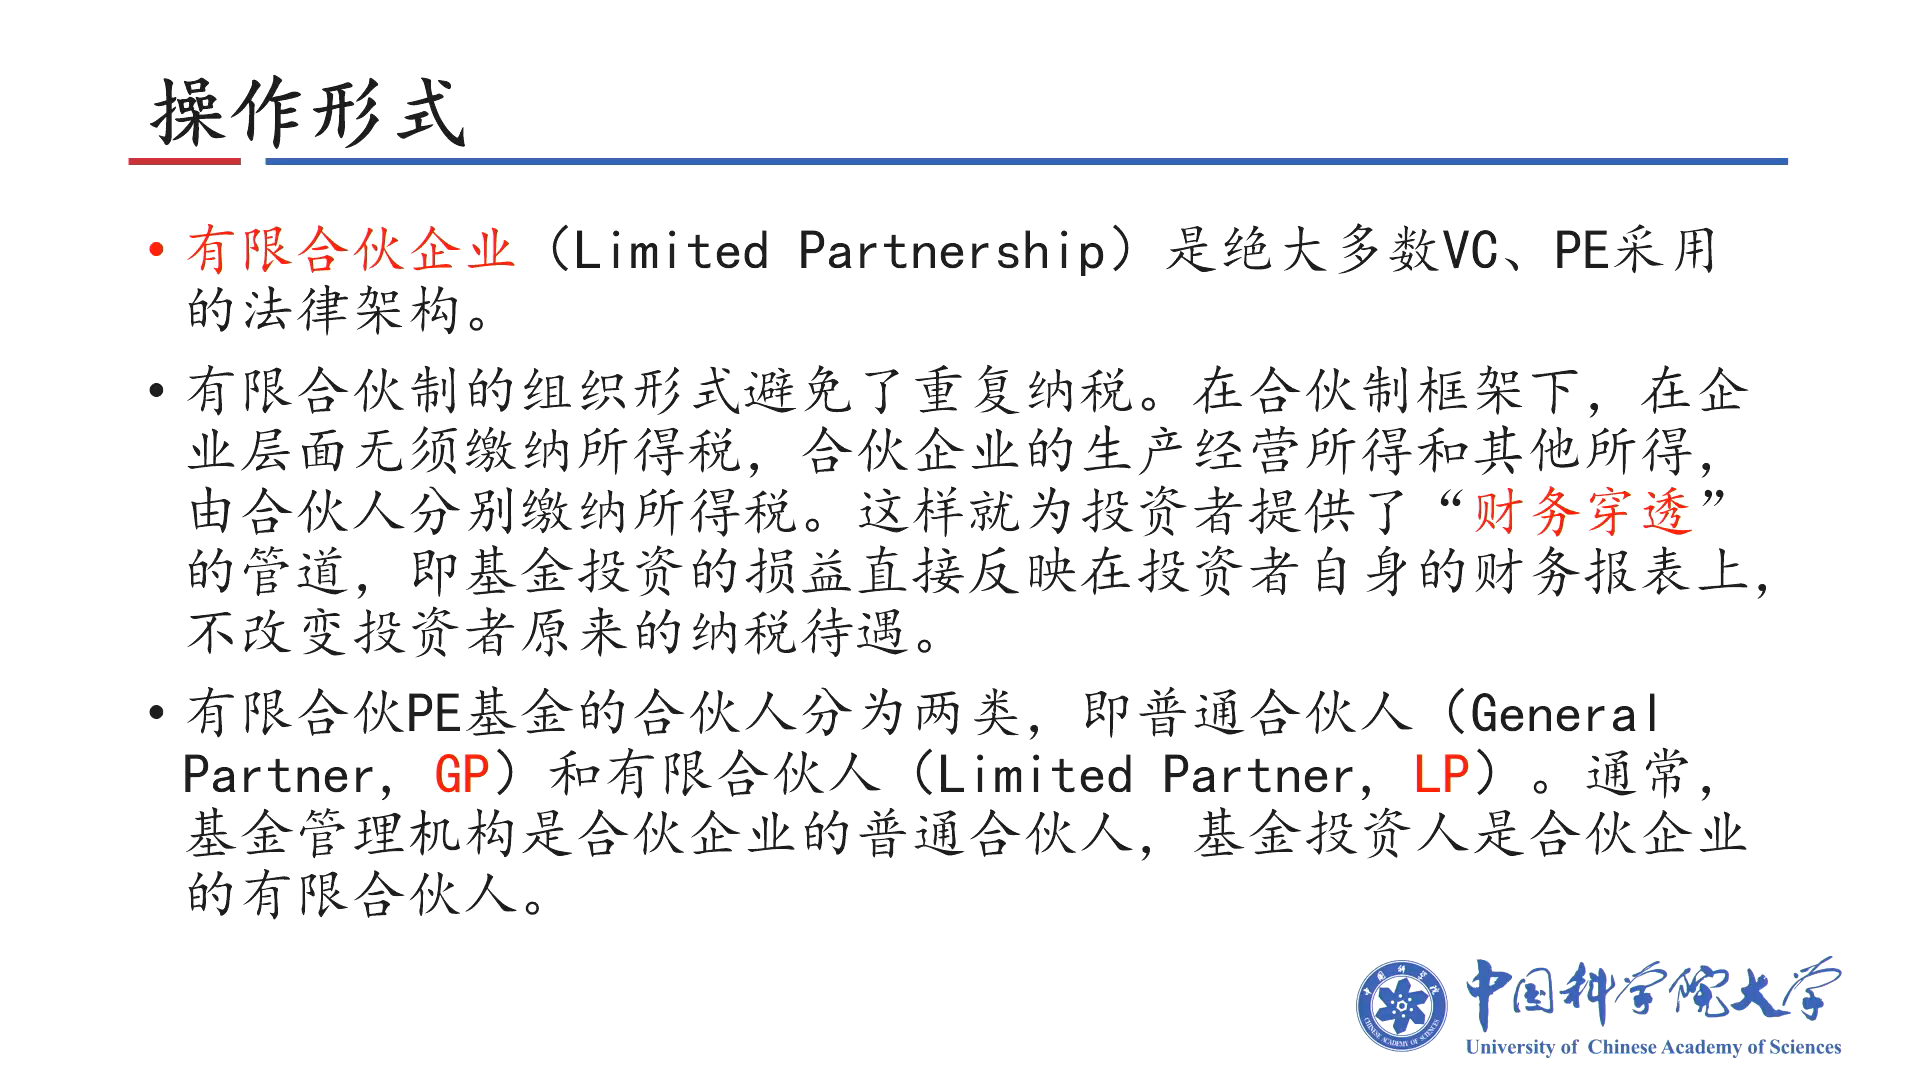 操作形式
• 有限合伙企业（Limited Partnership）是绝大多数VC、PE采用
的法律架构。
• 有限合伙制的组织形式避免了重复纳税。在合伙制框架下，在企
业层面无须缴纳所得税，合伙企业的生产经营所得和其他所得，
由合伙人分别缴纳所得税。这样就为投资者提供了“财务穿透”
的管道，即基金投资的损益直接反映在投资者自身的财务报表上，
不改变投资者原来的纳税待遇。
• 有限合伙PE基金的合伙人分为两类，即普通合伙人（General
Partner, GP）和有限合伙人（Limited Partner, LP）。通常，
基金管理机构是合伙企业的普通合伙人，基金投资人是合伙企业
的有限合伙人。
中国科学院
CHINESE ACADEMY OF SCIENCES
中国科学院大学
University of Chinese Academy of Sciences